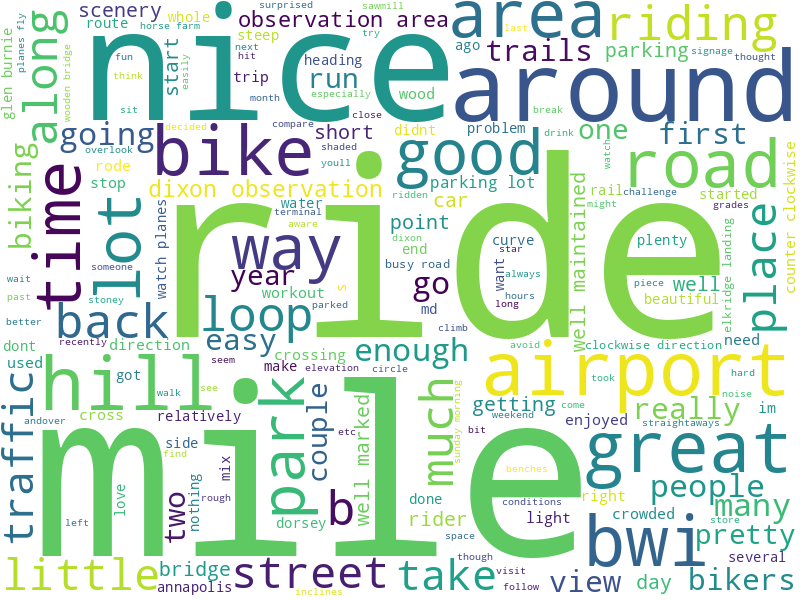 nice
ride
mile
around
area
riding
bike
good
road
airport
great
bwi
hill
time
way
loop
back
lot
park
along
street
little
take
much
place
traffic
enough
people
many
pretty
bikers
view
day
really
getting
first
one
trails
parking
run
observation area
scenery
route
whole
sawmill
surprised
steep
horse farm
next
try
last
signage
thought
ago
heading
trip
hit
fun
think
easily
sit
start
especially
wood
month
close
break
planes fly
glen burnie
wooden bridge
going
biking
decided
compare
short
didnt
problem
drink
watch
shaded
overlook
rode
stop
youll
parking lot
rail
challenge
might
grades
started
ridden
car
dixon observation
water
terminal
aware
dixon
point
end
curve
star
plenty
always
hours
want
long
busy road
well maintained
elkridge landing
counter clockwise
watch planes
someone
wait
past
better
stoney
year
workout
parked
s
go
md
climb
piece
well
beautiful
recently
direction
easy
crossing
seem
make
elevation
circle
avoid
clockwise direction
need
dont
used
got
walk
see
took
hard
noise
cross
relatively
couple
well marked
sunday morning
weekend
come
enjoyed
im
straightaways
andover
side
find
mix
etc
bit
benches
love
two
nothing
rough
b
dorsey
done
rider
conditions
right
crowded
store
left
light
space
several
though
visit
follow
bridge
annapolis
inclines